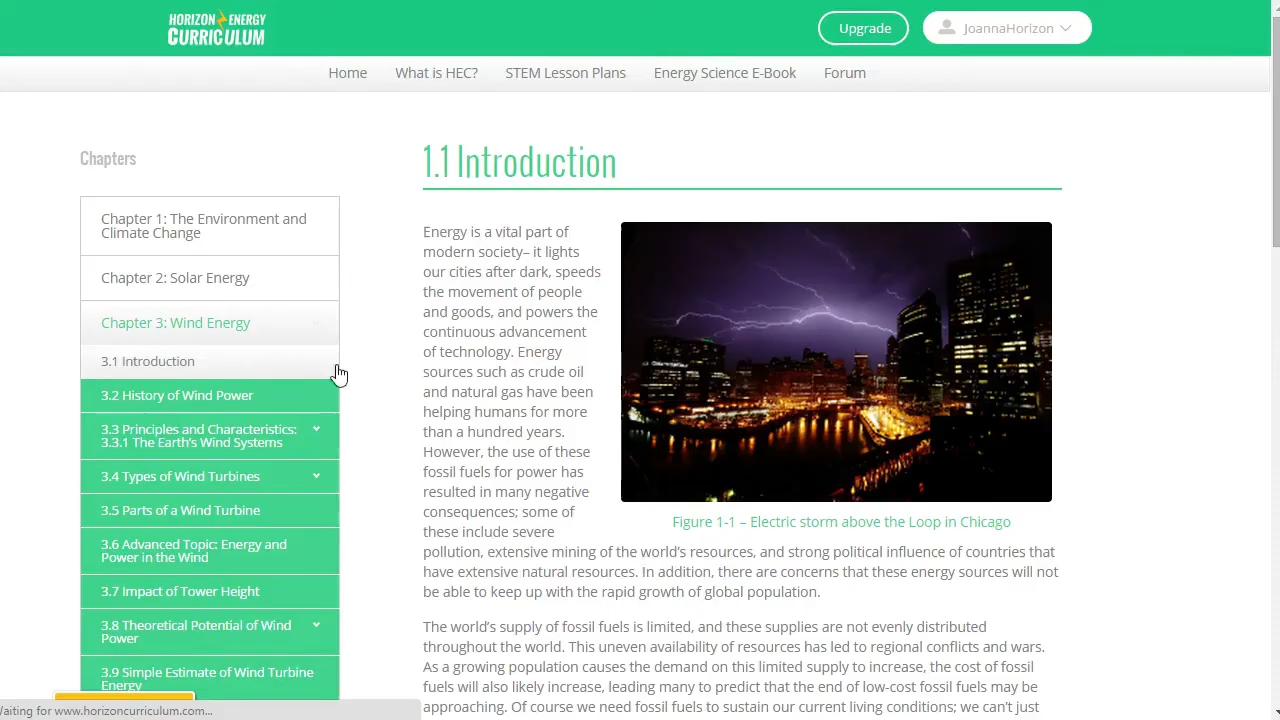 HORIZON ENERGY
CURRICULUM
Upgrade
JoannaHorizon
Home
What is HEC?
STEM Lesson Plans
Energy Science E-Book
Forum
Chapters
Chapter 1: The Environment and
Climate Change
Chapter 2: Solar Energy
Chapter 3: Wind Energy
3.1 Introduction
3.2 History of Wind Power
3.3 Principles and Characteristics:
3.3.1 The Earth's Wind Systems
3.4 Types of Wind Turbines
3.5 Parts of a Wind Turbine
3.6 Advanced Topic: Energy and
Power in the Wind
3.7 Impact of Tower Height
3.8 Theoretical Potential of Wind
Power
3.9 Simple Estimate of Wind Turbine
Energy
1.1 Introduction
Energy is a vital part of
modern society– it lights
our cities after dark, speeds
the movement of people
and goods, and powers the
continuous advancement
of technology. Energy
sources such as crude oil
and natural gas have been
helping humans for more
than a hundred years.
However, the use of these
fossil fuels for power has
resulted in many negative
consequences; some of
these include severe
Figure 1-1 – Electric storm above the Loop in Chicago
pollution, extensive mining of the world's resources, and strong political influence of countries that
have extensive natural resources. In addition, there are concerns that these energy sources will not
be able to keep up with the rapid growth of global population.
The world's supply of fossil fuels is limited, and these supplies are not evenly distributed
throughout the world. This uneven availability of resources has led to regional conflicts and wars.
As a growing population causes the demand on this limited supply to increase, the cost of fossil
fuels will also likely increase, leading many to predict that the end of low-cost fossil fuels may be
approaching. Of course we need fossil fuels to sustain our current living conditions; we can't just
Waiting for www.horizoncurriculum.com...